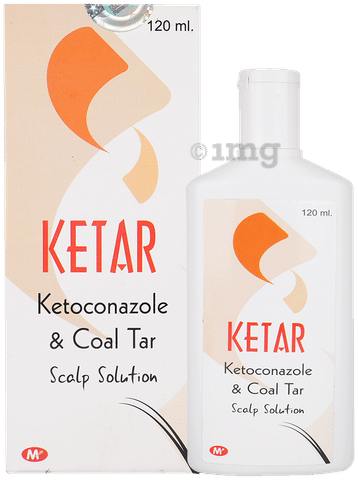 120 ml.
KETAR
Ketoconazole
& Coal Tar
Scalp Solution
M
©1mg
120 ml.
KETAR
Ketoconazole
& Coal Tar
Scalp Solution